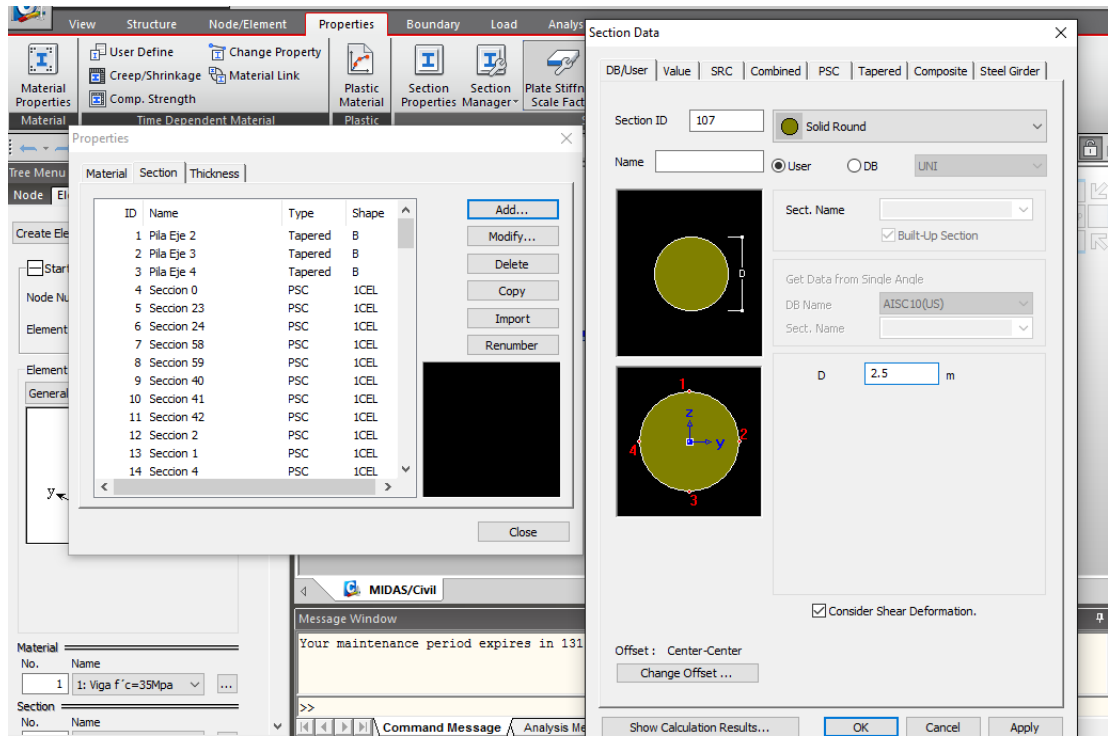 View Structure Node/Element Properties Boundary Load Analys
Material Properties
User Define
Creep/Shrinkage
Comp. Strength
Change Property
Material Link
Plastic Material
Section Properties
Section Manager
Plate Stiffn
Scale Fact
Material Time Dependent Material Plastic
Tree Menu
Node El
Create Ele
Start
Node Nu
Element
Element
General
y
Material
No. Name
1 1: Viga f´c=35Mpa ...
Section
No. Name
Properties
Material Section Thickness
ID Name Type Shape
1 Pila Eje 2 Tapered B
2 Pila Eje 3 Tapered B
3 Pila Eje 4 Tapered B
4 Seccion 0 PSC 1CEL
5 Seccion 23 PSC 1CEL
6 Seccion 24 PSC 1CEL
7 Seccion 58 PSC 1CEL
8 Seccion 59 PSC 1CEL
9 Seccion 40 PSC 1CEL
10 Seccion 41 PSC 1CEL
11 Seccion 42 PSC 1CEL
12 Seccion 2 PSC 1CEL
13 Seccion 1 PSC 1CEL
14 Seccion 4 PSC 1CEL
Add...
Modify...
Delete
Copy
Import
Renumber
Close
MIDAS/Civil
Message Window
Your maintenance period expires in 131
>>
Command Message Analysis Me
Section Data
DB/User Value SRC Combined PSC Tapered Composite Steel Girder
Section ID 107 Solid Round
Name User DB UNI
Sect. Name
Built-Up Section
Get Data from Single Angle
DB Name AISC10(US)
Sect. Name
D
D 2.5 m
1
z
2
y
4
3
Consider Shear Deformation.
Offset : Center-Center
Change Offset ...
Show Calculation Results... OK Cancel Apply